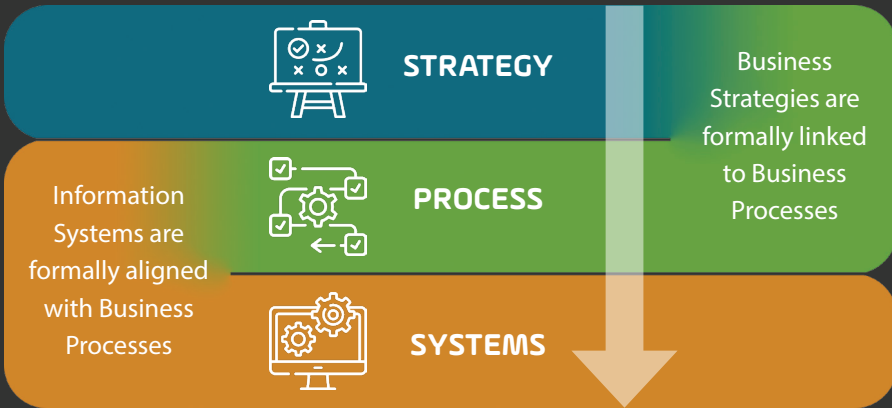 STRATEGY
Business
Strategies are
formally linked
to Business
Processes
PROCESS
Information
Systems are
formally aligned
with Business
Processes
SYSTEMS